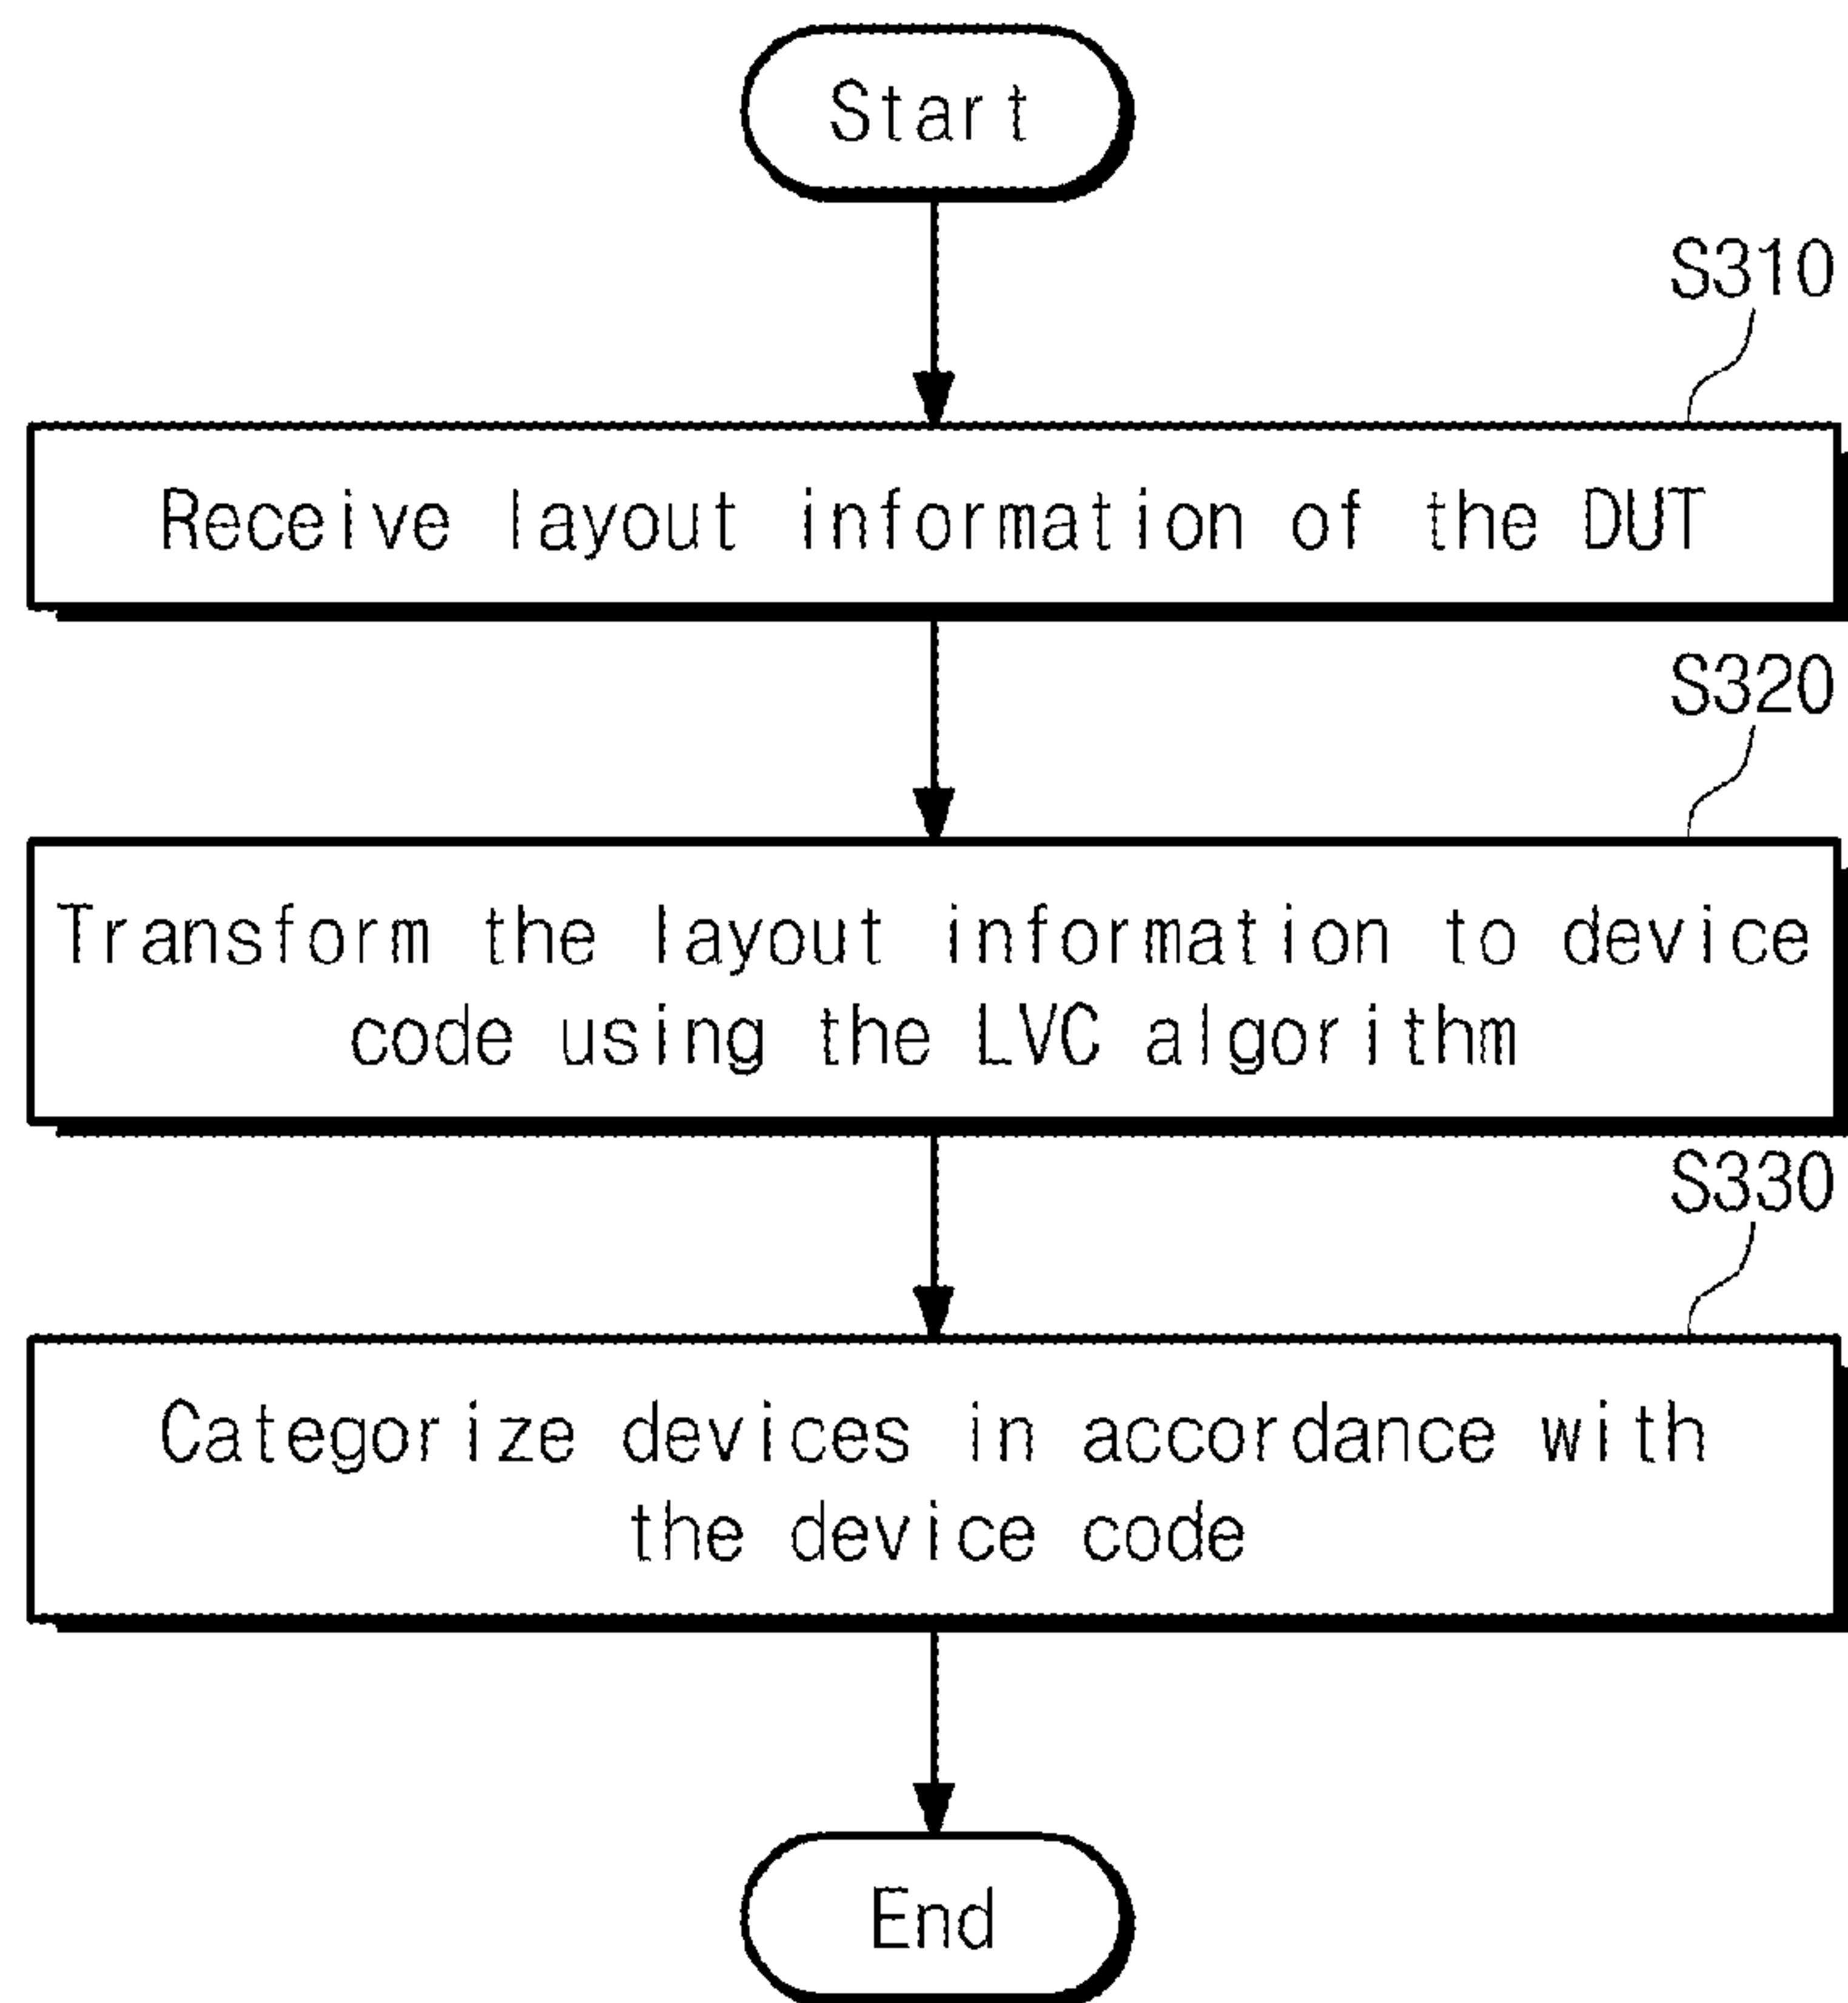 Start
S310
Receive layout information of the DUT
S320
Transform the layout information to device
code using the LVC algorithm
S330
Categorize devices in accordance with
the device code
End